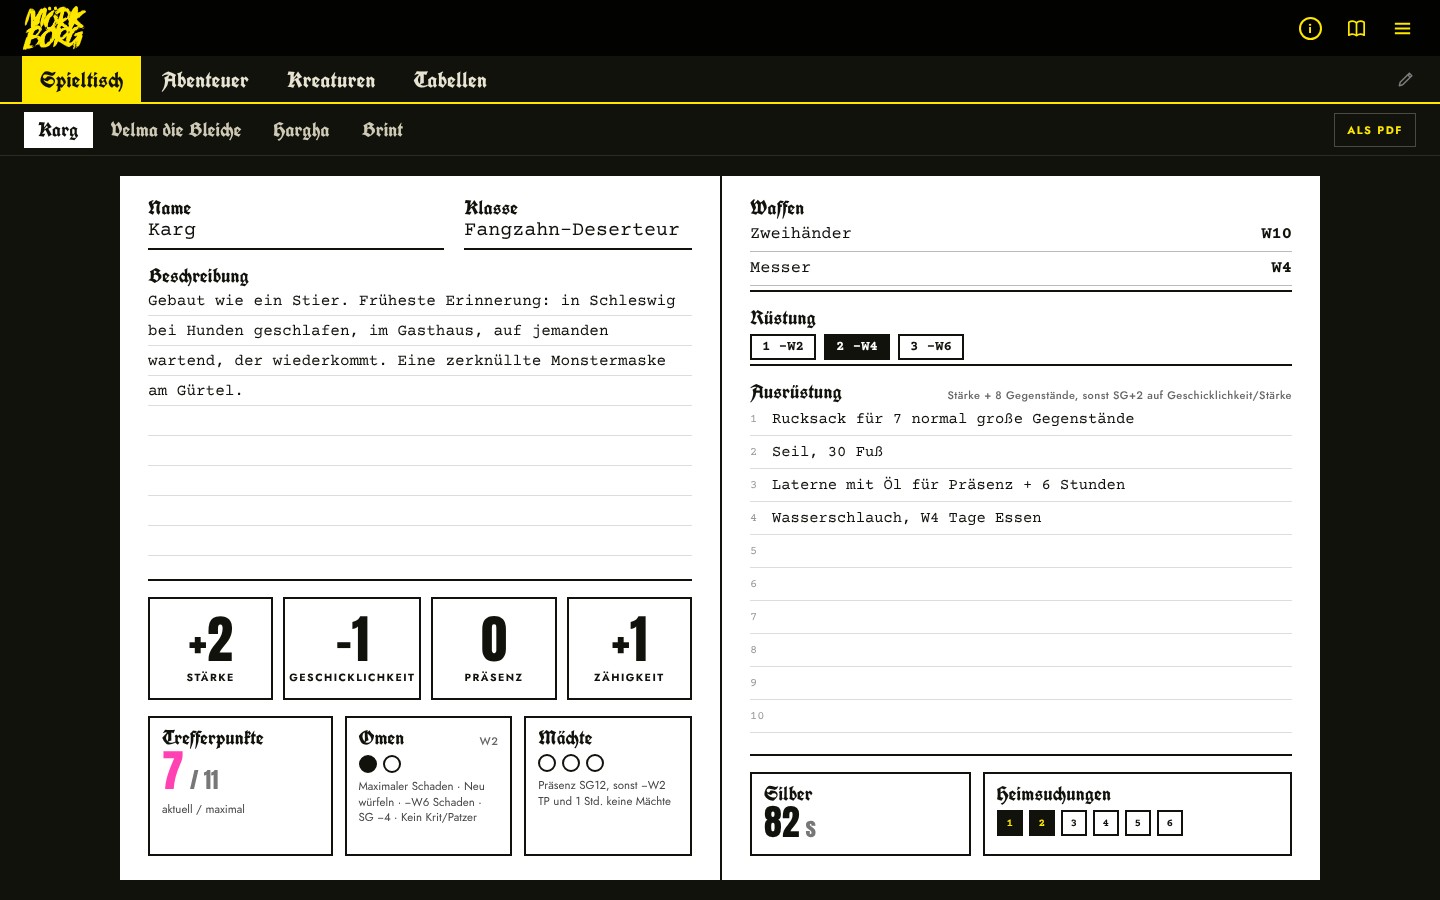 MÖRK
BORG
Spieltisch
Abenteuer
Kreaturen
Tabellen
Karg
Velma die Bleiche
Hargha
Brint
ALS PDF
Name
Karg
Klasse
Fangzahn-Deserteur
Beschreibung
Gebaut wie ein Stier. Früheste Erinnerung: in Schleswig
bei Hunden geschlafen, im Gasthaus, auf jemanden
wartend, der wiederkommt. Eine zerknüllte Monstermaske
am Gürtel.
+2
STÄRKE
-1
GESCHICKLICHKEIT
0
PRÄSENZ
+1
ZÄHIGKEIT
Trefferpunkte
7 / 11
aktuell / maximal
Omen W2
Maximaler Schaden · Neu
würfeln · −W6 Schaden ·
SG −4 · Kein Krit/Patzer
Mächte
Präsenz SG12, sonst −W2
TP und 1 Std. keine Mächte
Waffen
Zweihänder W10
Messer W4
Rüstung
1 −W2
2 −W4
3 −W6
Ausrüstung
Stärke + 8 Gegenstände, sonst SG+2 auf Geschicklichkeit/Stärke
1 Rucksack für 7 normal große Gegenstände
2 Seil, 30 Fuß
3 Laterne mit Öl für Präsenz + 6 Stunden
4 Wasserschlauch, W4 Tage Essen
5
6
7
8
9
10
Silber
82 S
Heimsuchungen
1 2 3 4 5 6